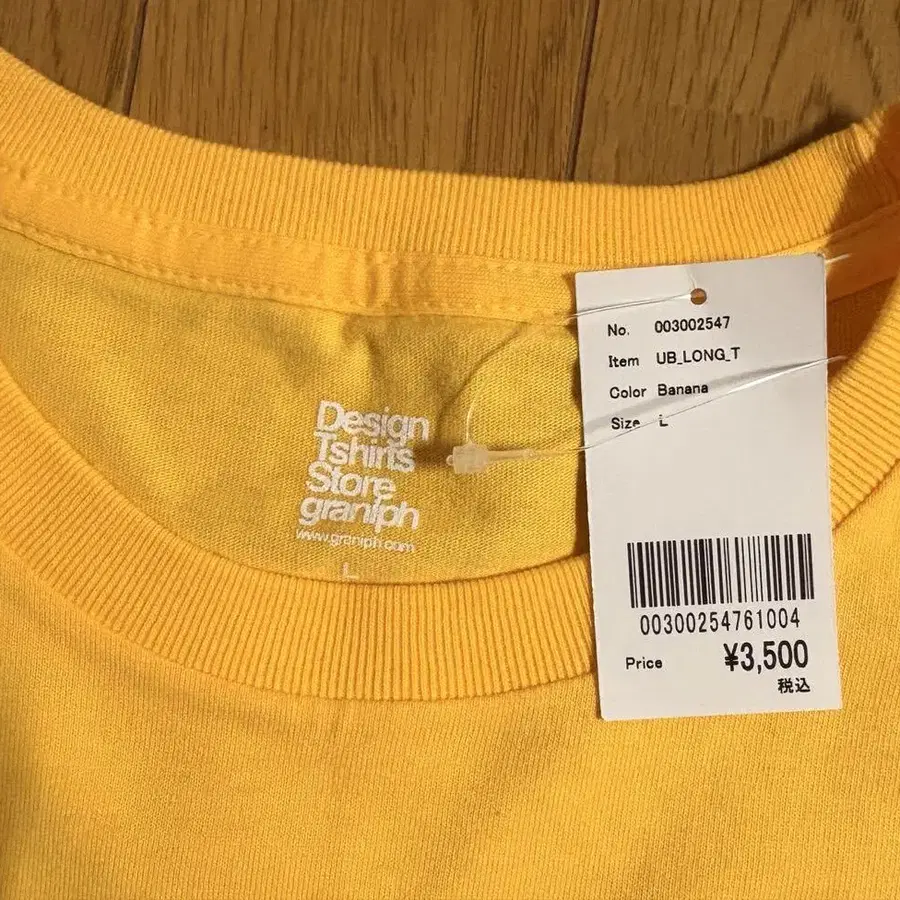 Design
Tshirts
Store
graniph
www.graniph.com
L
No. 003002547
Item UB_LONG_T
Color Banana
Size L
00300254761004
Price ¥3,500
税込